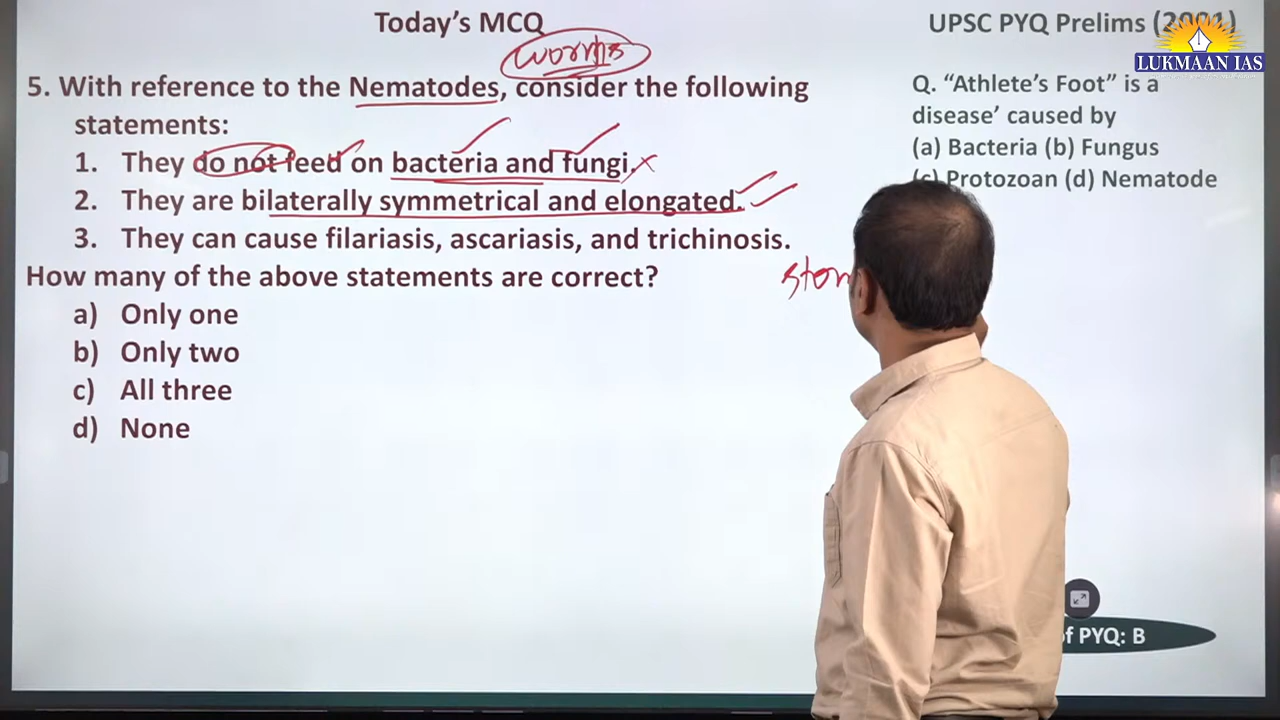 Today's MCQ
worms
5. With reference to the Nematodes, consider the following
statements:
1. They do not feed on bacteria and fungi.
2. They are bilaterally symmetrical and elongated.
3. They can cause filariasis, ascariasis, and trichinosis.
How many of the above statements are correct?
a) Only one
b) Only two
c) All three
d) None
stom
UPSC PYQ Prelims (2001)
LUKMAAN IAS
Q. “Athlete's Foot” is a
disease’ caused by
(a) Bacteria (b) Fungus
(c) Protozoan (d) Nematode
of PYQ: B